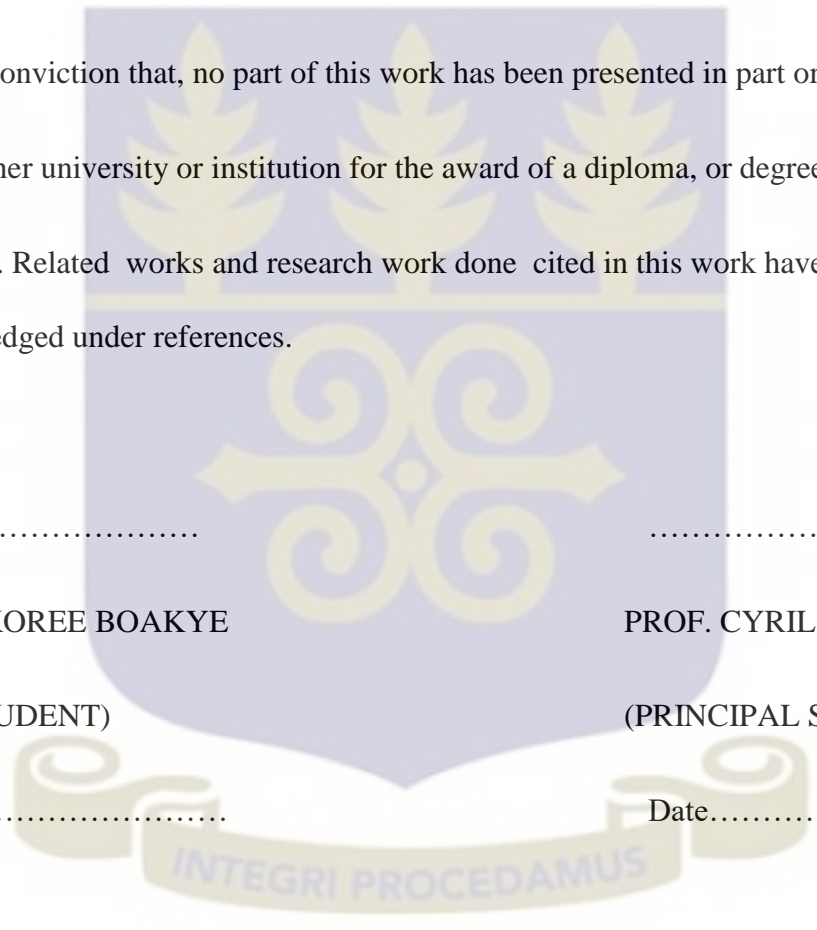 onviction that, no part of this work has been presented in part or
her university or institution for the award of a diploma, or degree
. Related works and research work done cited in this work have
edged under references.
……………… ………………
KOREE BOAKYE PROF. CYRIL
UDENT) (PRINCIPAL S
………………… Date…………
INTEGRI PROCEDAMUS